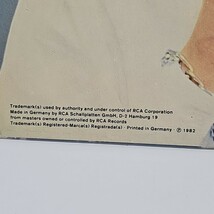 Trademark(s) used by authority and under control of RCA Corporation
Made in Germany by RCA Schallplatten GmbH, D-2 Hamburg 19
from masters owned or controlled by RCA Records
Trademark(s) Registered-Marca(s) Registrada(s) · Printed in Germany · ℗ 1982